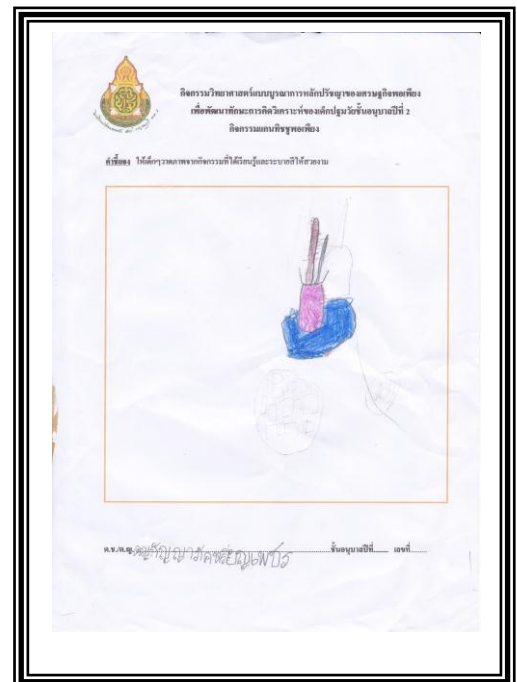 กิจกรรมวิทยาศาสตร์แบบบูรณาการหลักปรัชญาของเศรษฐกิจพอเพียง
เพื่อพัฒนาทักษะการคิดวิเคราะห์ของเด็กปฐมวัยชั้นอนุบาลปีที่ 2
กิจกรรมแกนทิชชูพอเพียง
คำชี้แจง ให้เด็กๆวาดภาพจากกิจกรรมที่ได้เรียนรู้และระบายสีให้สวยงาม
ด.ช./ด.ญ. ชั้นอนุบาลปีที่...... เลขที่......